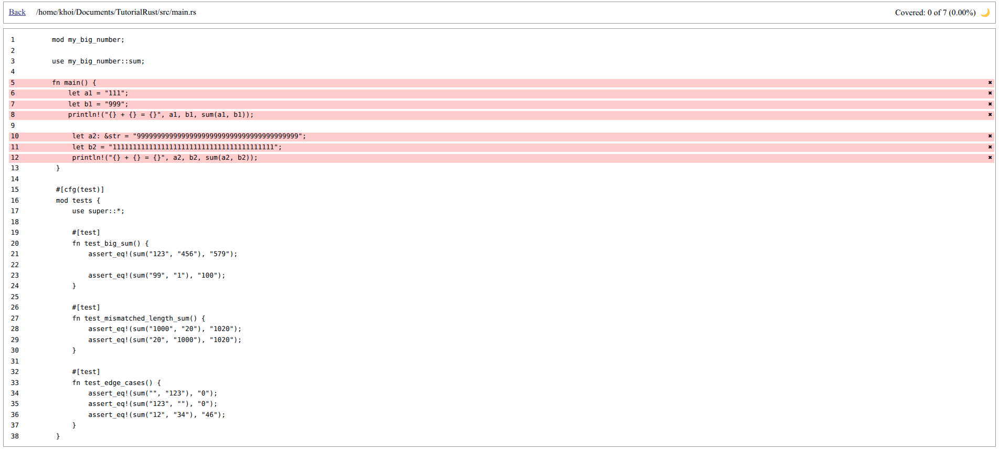 Back /home/khoi/Documents/TutorialRust/src/main.rs Covered: 0 of 7 (0.00%) 🌙
1 mod my_big_number;
2
3 use my_big_number::sum;
4
5 fn main() { ✖
6 let a1 = "111"; ✖
7 let b1 = "999"; ✖
8 println!("{} + {} = {}", a1, b1, sum(a1, b1)); ✖
9
10 let a2: &str = "9999999999999999999999999999999999999999"; ✖
11 let b2 = "1111111111111111111111111111111111111111"; ✖
12 println!("{} + {} = {}", a2, b2, sum(a2, b2)); ✖
13 }
14
15 #[cfg(test)]
16 mod tests {
17 use super::*;
18
19 #[test]
20 fn test_big_sum() {
21 assert_eq!(sum("123", "456"), "579");
22
23 assert_eq!(sum("99", "1"), "100");
24 }
25
26 #[test]
27 fn test_mismatched_length_sum() {
28 assert_eq!(sum("1000", "20"), "1020");
29 assert_eq!(sum("20", "1000"), "1020");
30 }
31
32 #[test]
33 fn test_edge_cases() {
34 assert_eq!(sum("", "123"), "0");
35 assert_eq!(sum("123", ""), "0");
36 assert_eq!(sum("12", "34"), "46");
37 }
38 }